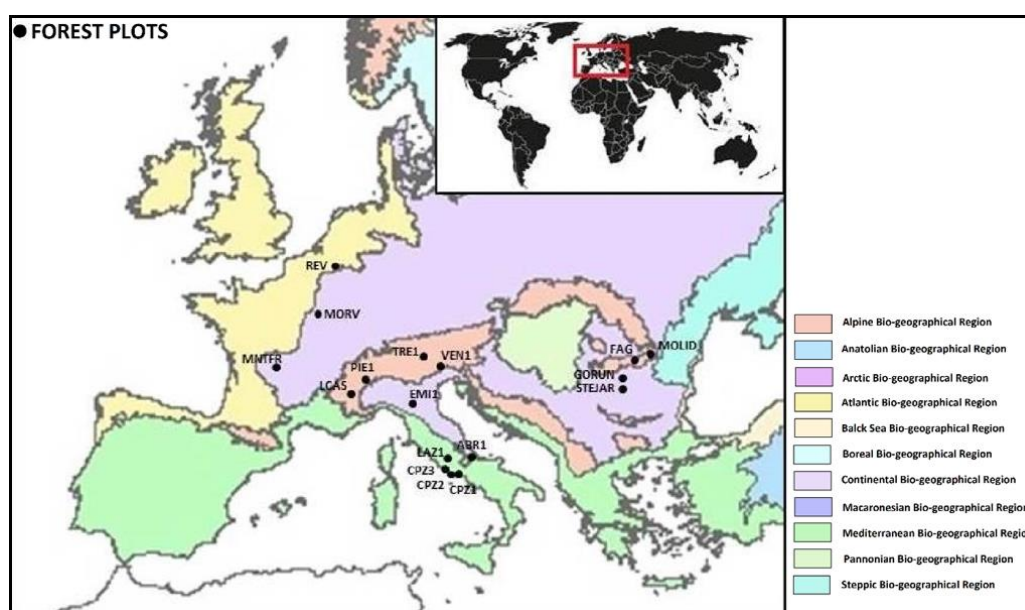 FOREST PLOTS
REV
MORV
MNTFR
TRE1
VEN1
PIE1
LCAS
EMI1
FAG
MOLID
GORUN
STEJAR
LAZ1
ABR1
CPZ3
CPZ2
CPZ1
Alpine Bio-geographical Region
Anatolian Bio-geographical Region
Arctic Bio-geographical Region
Atlantic Bio-geographical Region
Balck Sea Bio-geographical Region
Boreal Bio-geographical Region
Continental Bio-geographical Region
Macaronesian Bio-geographical Region
Mediterranean Bio-geographical Region
Pannonian Bio-geographical Region
Steppic Bio-geographical Region